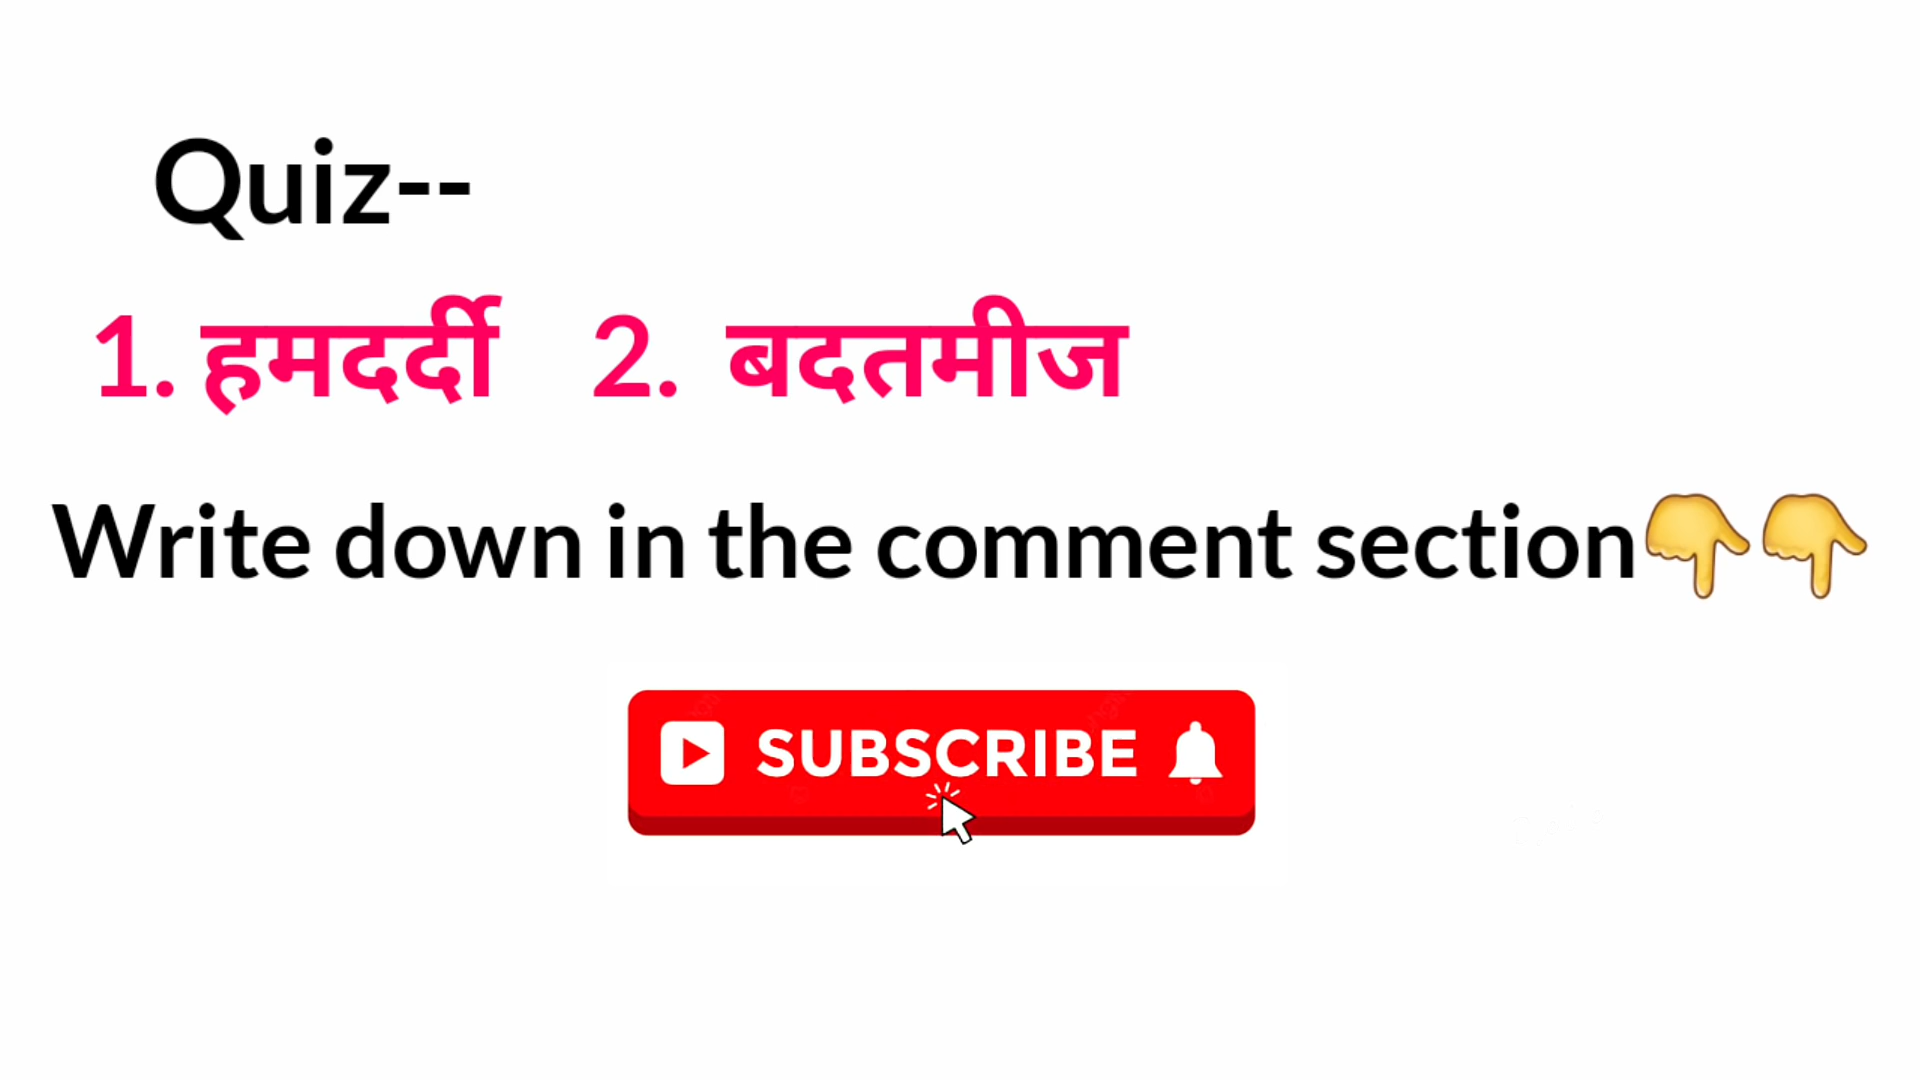 Quiz--
1. हमदर्दी 2. बदतमीज
Write down in the comment section👇👇
SUBSCRIBE